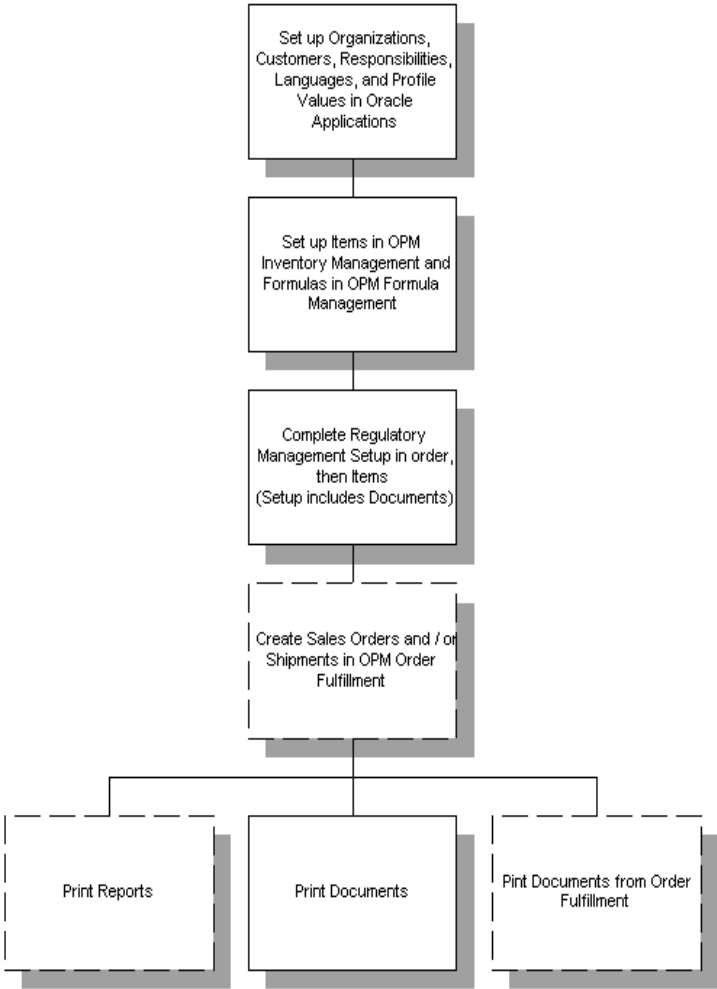 Set up Organizations,
Customers, Responsibilities,
Languages, and Profile
Values in Oracle
Applications
Set up Items in OPM
Inventory Management and
Formulas in OPM Formula
Management
Complete Regulatory
Management Setup in order,
then Items
(Setup includes Documents)
Create Sales Orders and / or
Shipments in OPM Order
Fulfillment
Print Reports
Print Documents
Pint Documents from Order
Fulfillment